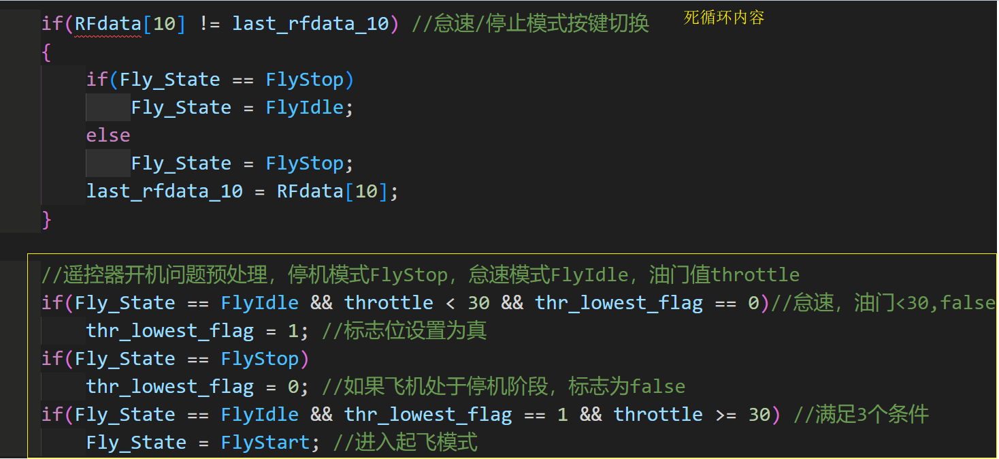 if(RFdata[10] != last_rfdata_10) //怠速/停止模式按键切换 死循环内容
{
if(Fly_State == FlyStop)
Fly_State = FlyIdle;
else
Fly_State = FlyStop;
last_rfdata_10 = RFdata[10];
}
//遥控器开机问题预处理，停机模式FlyStop，怠速模式FlyIdle，油门值throttle
if(Fly_State == FlyIdle && throttle < 30 && thr_lowest_flag == 0)//怠速，油门<30,false
thr_lowest_flag = 1; //标志位设置为真
if(Fly_State == FlyStop)
thr_lowest_flag = 0; //如果飞机处于停机阶段，标志为false
if(Fly_State == FlyIdle && thr_lowest_flag == 1 && throttle >= 30) //满足3个条件
Fly_State = FlyStart; //进入起飞模式